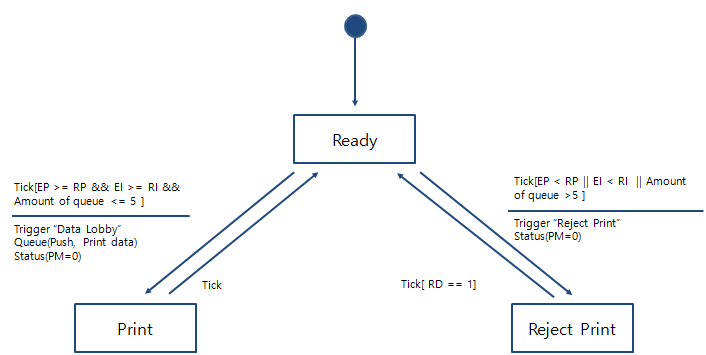 Ready
Tick[EP >= RP && EI >= RI &&
Amount of queue <= 5 ]
Trigger “Data Lobby”
Queue(Push, Print data)
Status(PM=0)
Tick[EP < RP || EI < RI || Amount
of queue >5 ]
Trigger “Reject Print”
Status(PM=0)
Tick
Tick[ RD == 1]
Print
Reject Print